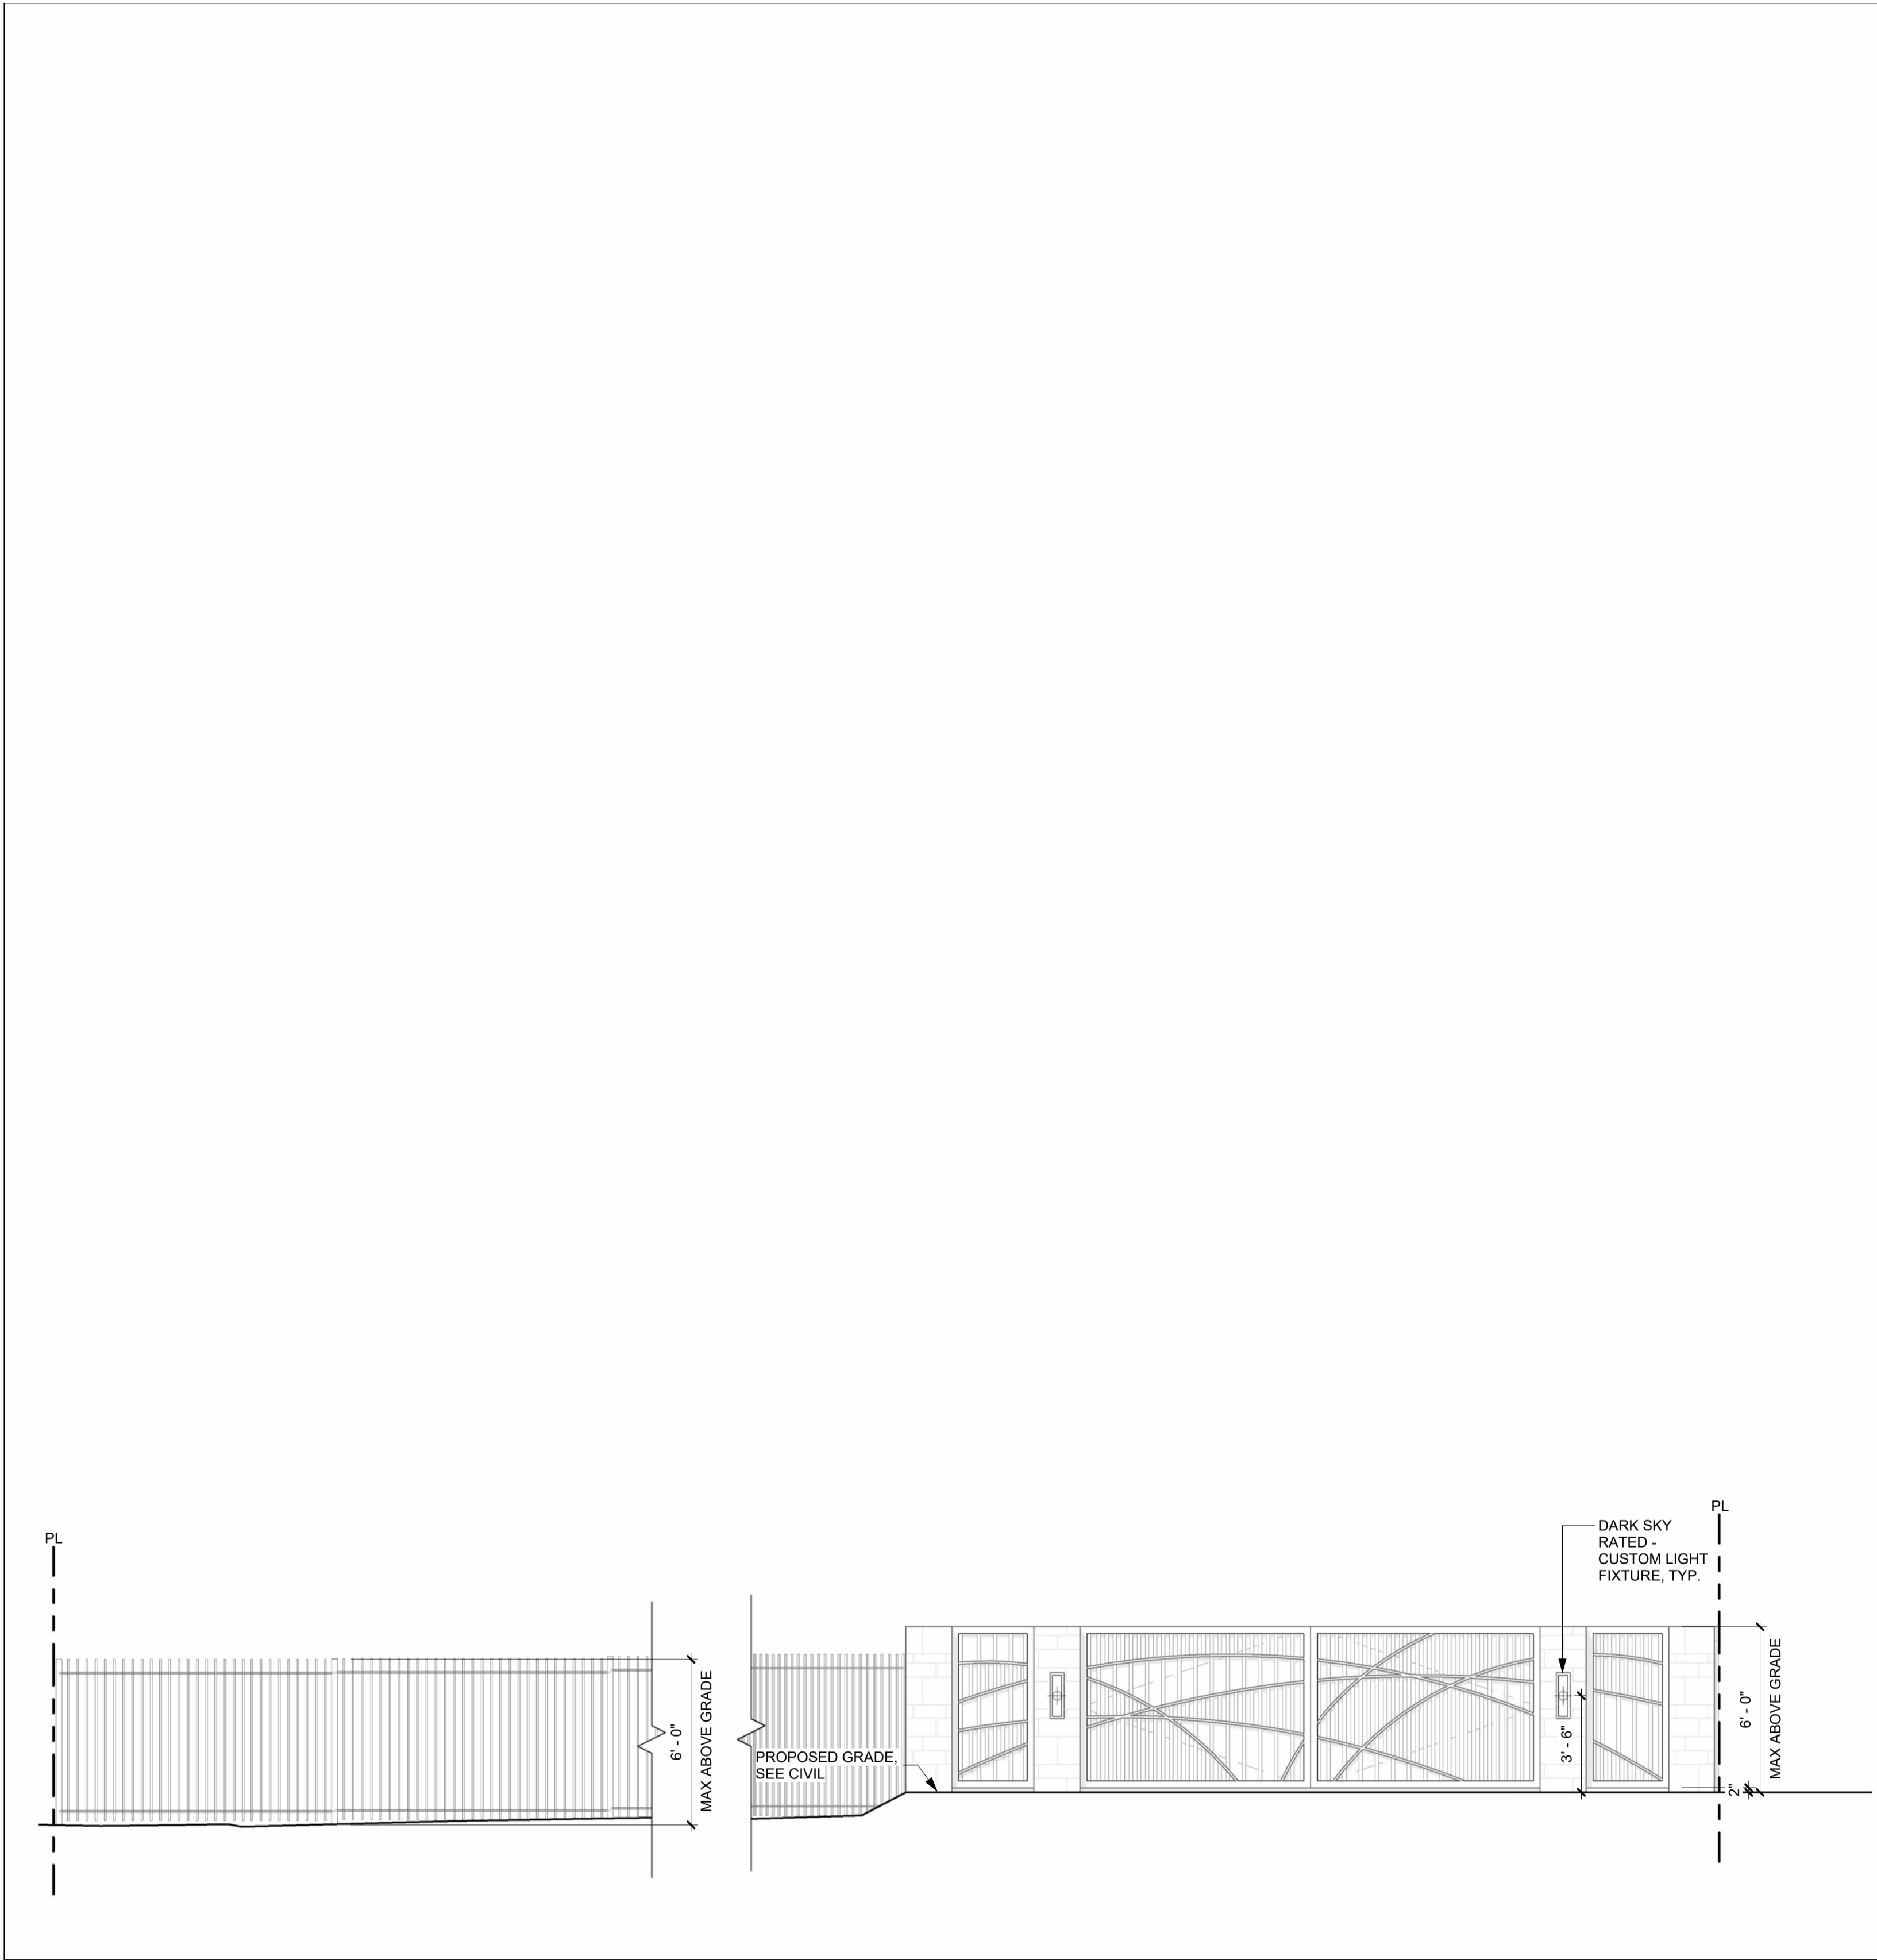 PL
PL
DARK SKY
RATED -
CUSTOM LIGHT
FIXTURE, TYP.
6' - 0"
MAX ABOVE GRADE
PROPOSED GRADE,
SEE CIVIL
3' - 6"
2"
6' - 0"
MAX ABOVE GRADE